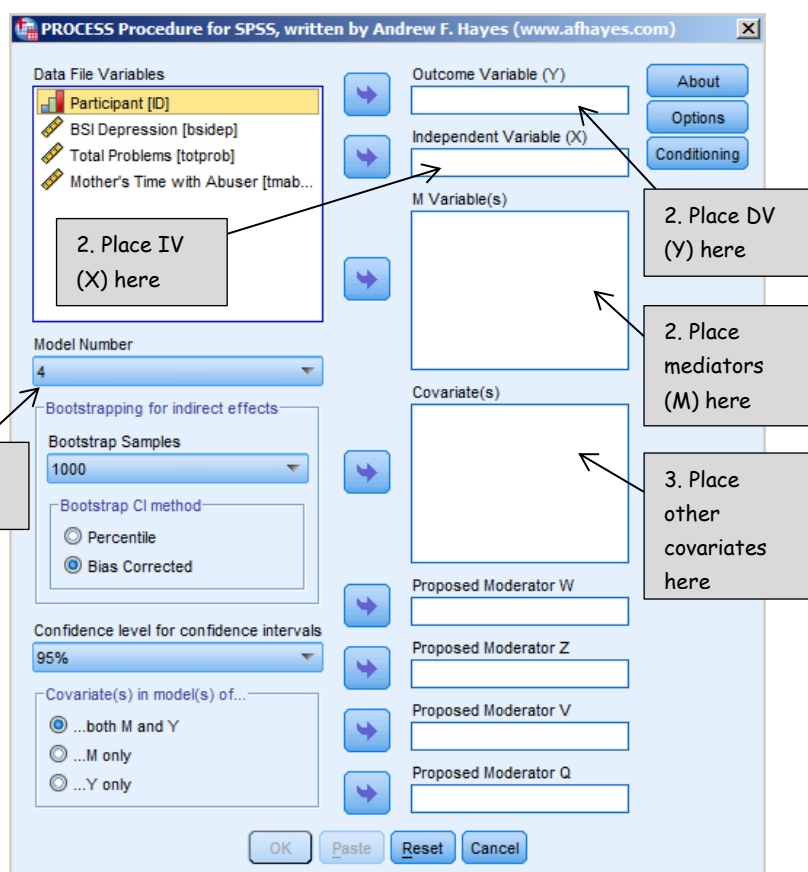 PROCESS Procedure for SPSS, written by Andrew F. Hayes (www.afhayes.com)
Data File Variables
Participant [ID]
BSI Depression [bsidep]
Total Problems [totprob]
Mother's Time with Abuser [tmab...
2. Place IV
(X) here
Model Number
4
Bootstrapping for indirect effects
Bootstrap Samples
1000
Bootstrap CI method
Percentile
Bias Corrected
Confidence level for confidence intervals
95%
Covariate(s) in model(s) of...
...both M and Y
...M only
...Y only
Outcome Variable (Y)
Independent Variable (X)
M Variable(s)
Covariate(s)
Proposed Moderator W
Proposed Moderator Z
Proposed Moderator V
Proposed Moderator Q
About
Options
Conditioning
2. Place DV
(Y) here
2. Place
mediators
(M) here
3. Place
other
covariates
here
OK
Paste
Reset
Cancel